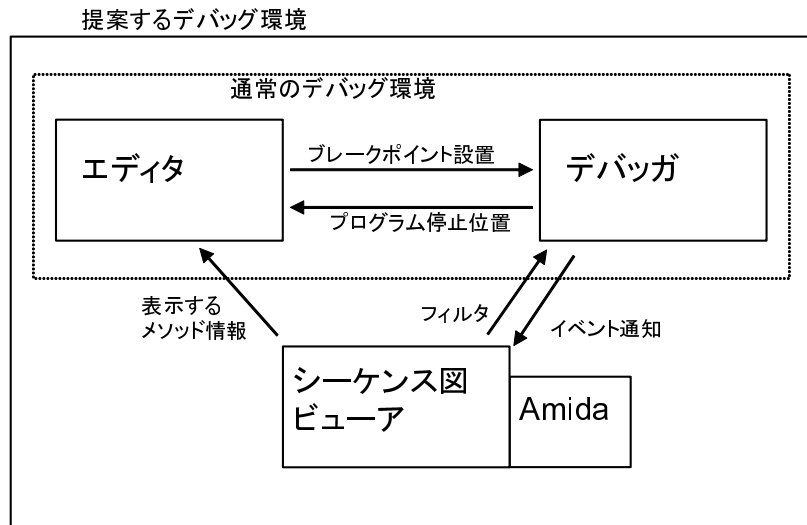 提案するデバッグ環境
通常のデバッグ環境
エディタ
ブレークポイント設置
デバッガ
プログラム停止位置
表示する
メソッド情報
フィルタ
イベント通知
シーケンス図
ビューア
Amida